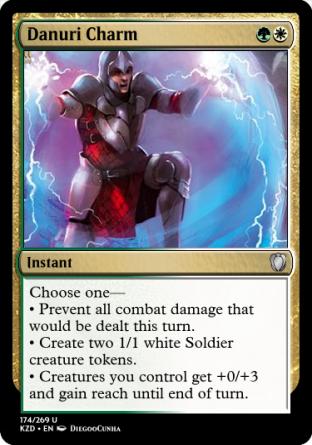 Danuri Charm
Instant
Choose one—
• Prevent all combat damage that
would be dealt this turn.
• Create two 1/1 white Soldier
creature tokens.
• Creatures you control get +0/+3
and gain reach until end of turn.
174/269 U
KZD • EN DiegooCunha